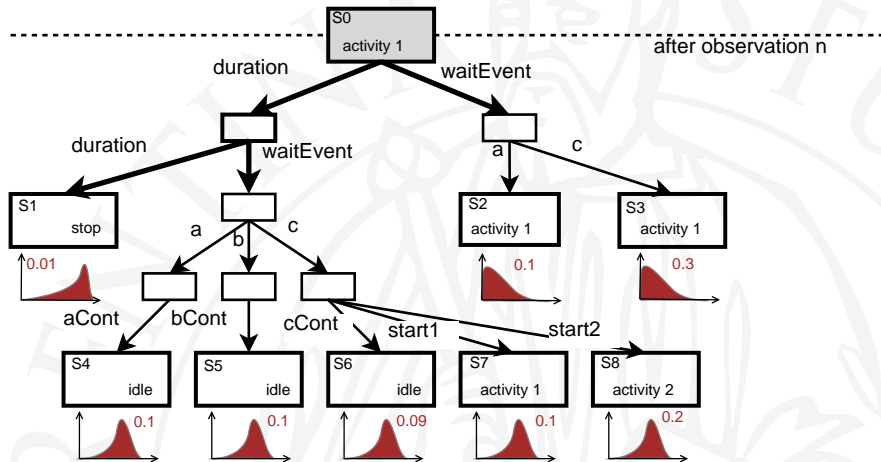 S0
activity 1
after observation n
duration
waitEvent
duration
waitEvent
a
c
S1
stop
S2
activity 1
S3
activity 1
a
b
c
0.01
0.1
0.3
aCont
bCont
cCont
start1
start2
S4
idle
S5
idle
S6
idle
S7
activity 1
S8
activity 2
0.1
0.1
0.09
0.1
0.2